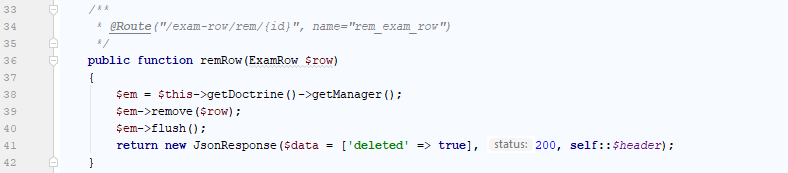 33 /**
34 * @Route("/exam-row/rem/{id}", name="rem_exam_row")
35 */
36 public function remRow(ExamRow $row)
37 {
38 $em = $this->getDoctrine()->getManager();
39 $em->remove($row);
40 $em->flush();
41 return new JsonResponse($data = ['deleted' => true], status: 200, self::$header);
42 }